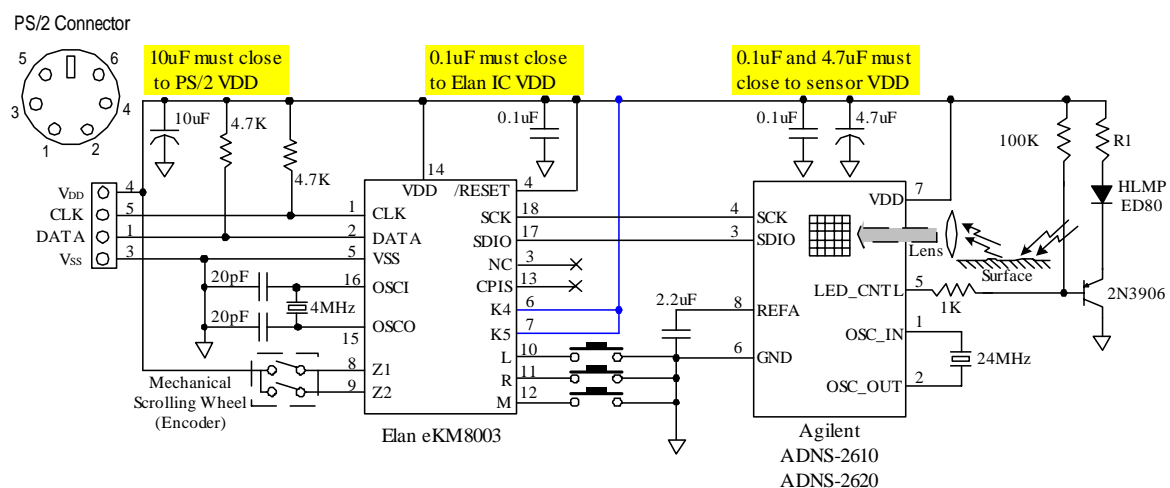 PS/2 Connector
5
6
3
4
1
2
10uF must close
to PS/2 VDD
0.1uF must close
to Elan IC VDD
0.1uF and 4.7uF must
close to sensor VDD
10uF
4.7K
4.7K
0.1uF
0.1uF
4.7uF
100K
R1
HLMP
ED80
VDD
4
CLK
5
DATA
1
VSS
3
14
VDD
/RESET
4
1
CLK
2
DATA
5
VSS
16
OSCI
OSCO
15
8
Z1
9
Z2
SCK
18
SDIO
17
NC
3
CPIS
13
K4
6
K5
7
L
10
R
11
M
12
20pF
20pF
4MHz
Mechanical
Scrolling Wheel
(Encoder)
Elan eKM8003
2.2uF
4
SCK
3
SDIO
8
REFA
6
GND
VDD
7
Lens
Surface
LED_CNTL
5
1K
2N3906
OSC_IN
1
24MHz
OSC_OUT
2
Agilent
ADNS-2610
ADNS-2620